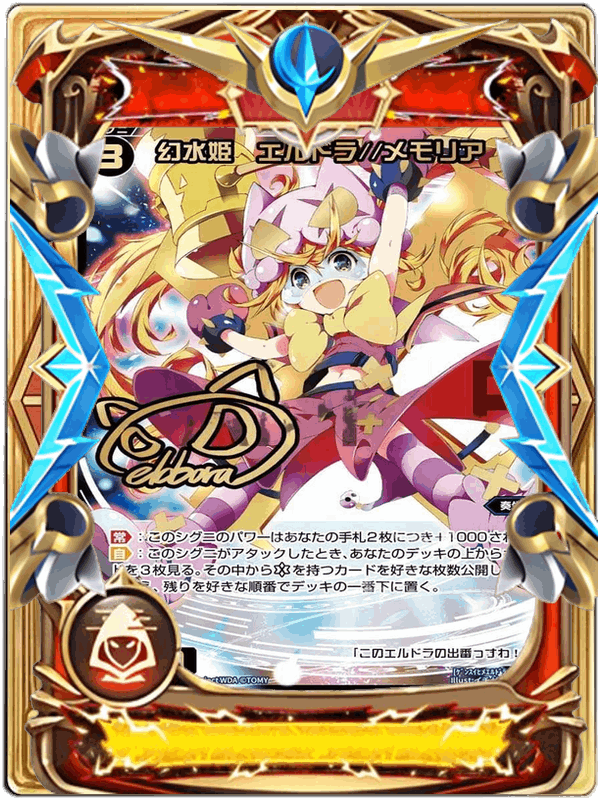 3 幻水姫 エルドラ//メモリア
eldora
常：このシグニのパワーはあなたの手札2枚につき＋1000さ
自：このシグニがアタックしたとき、あなたのデッキの上から
を3枚見る。その中から を持つカードを好きな枚数公開し
、残りを好きな順番でデッキの一番下に置く。
「このエルドラの出番っすわ！
ject WDA ©TOMY
Illust